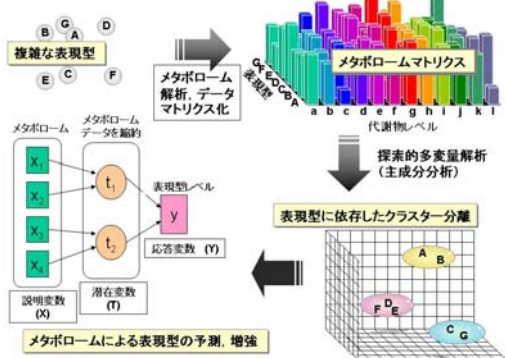 B G A D
複雑な表現型
E C F
メタボローム
解析, データ
マトリクス化
メタボロームマトリクス
表現型
G F E D C B A
a b c d e f g h i j k l
代謝物レベル
探索的多変量解析
(主成分分析)
表現型に依存したクラスター分離
A B
F D E
C G
メタボローム
メタボローム
データを縮約
X1
X2
X3
X4
t1
t2
表現型レベル
y
応答変数 (Y)
説明変数
(X)
潜在変数
(T)
メタボロームによる表現型の予測, 増強